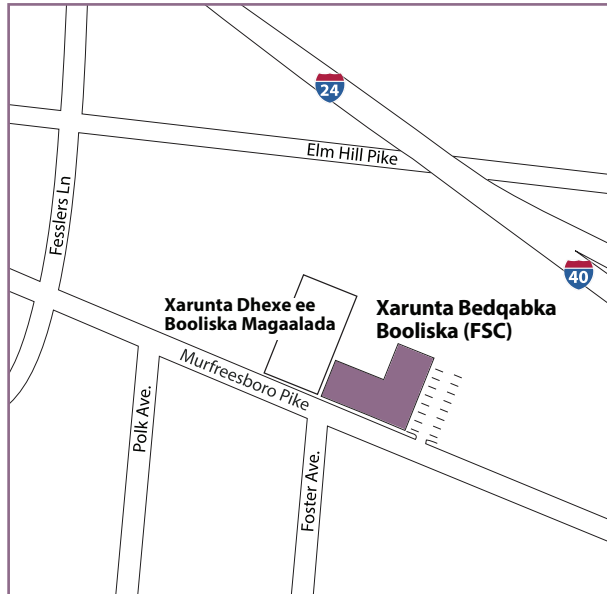 24
Elm Hill Pike
Fesslers Ln
40
Xarunta Dhexe ee
Booliska Magaalada
Xarunta Bedqabka
Booliska (FSC)
Murfreesboro Pike
Polk Ave.
Foster Ave.